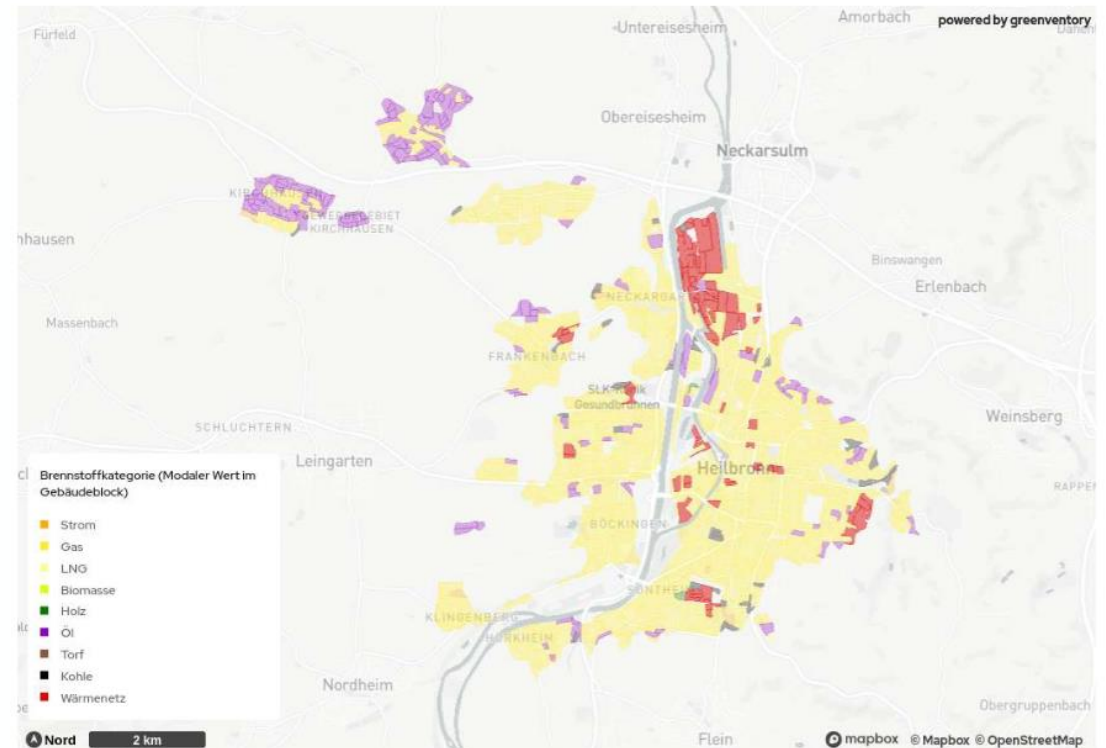 Amorbach
powered by greenventory
Untereisesheim
Fürfeld
Obereisesheim
Neckarsulm
KIRCHHAUSEN
GEWERBEGEBIET
KIRCHHAUSEN
hhausen
Binswangen
Erlenbach
Massenbach
FRANKENBACH
SLK-Klinik
Gesundbrunnen
Weinsberg
SCHLUCHTERN
Leingarten
Heilbronn
BÖCKINGEN
SONTHEIM
KLINGENBERG
HORKHEIM
Nordheim
Obergruppenbach
Flein
Brennstoffkategorie (Modaler Wert im
Gebäudeblock)
Strom
Gas
LNG
Biomasse
Holz
Öl
Torf
Kohle
Wärmenetz
Nord
2 km
mapbox © Mapbox © OpenStreetMap